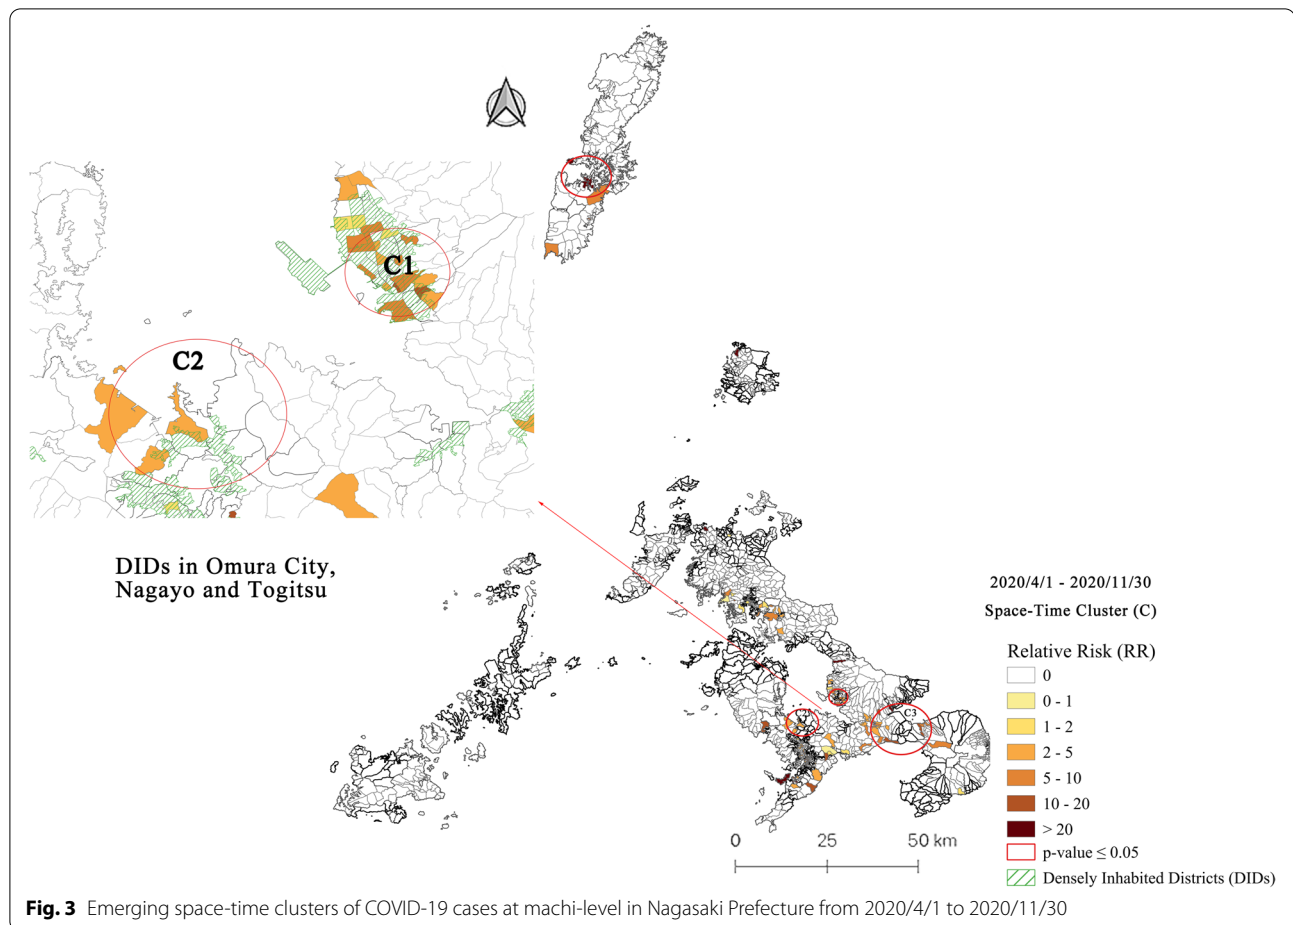 C1
C2
DIDs in Omura City,
Nagayo and Togitsu
C3
2020/4/1 - 2020/11/30
Space-Time Cluster (C)
Relative Risk (RR)
0
0 - 1
1 - 2
2 - 5
5 - 10
10 - 20
> 20
p-value ≤ 0.05
Densely Inhabited Districts (DIDs)
0 25 50 km
Fig. 3 Emerging space-time clusters of COVID-19 cases at machi-level in Nagasaki Prefecture from 2020/4/1 to 2020/11/30